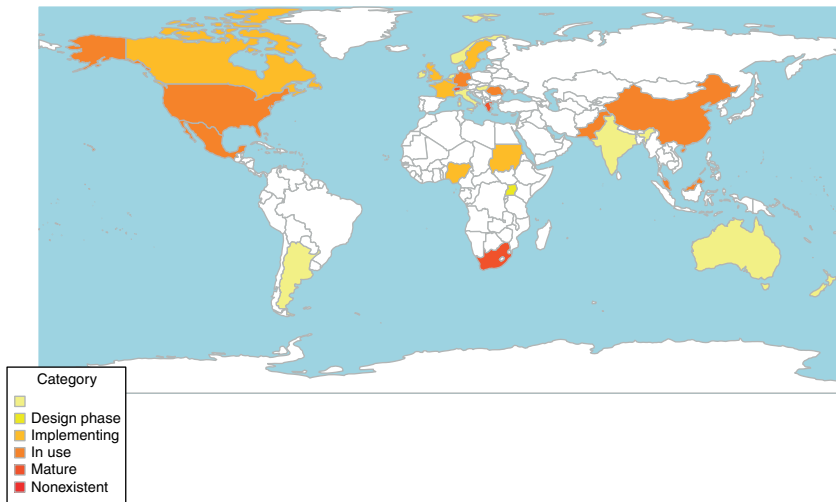 Category
Design phase
Implementing
In use
Mature
Nonexistent